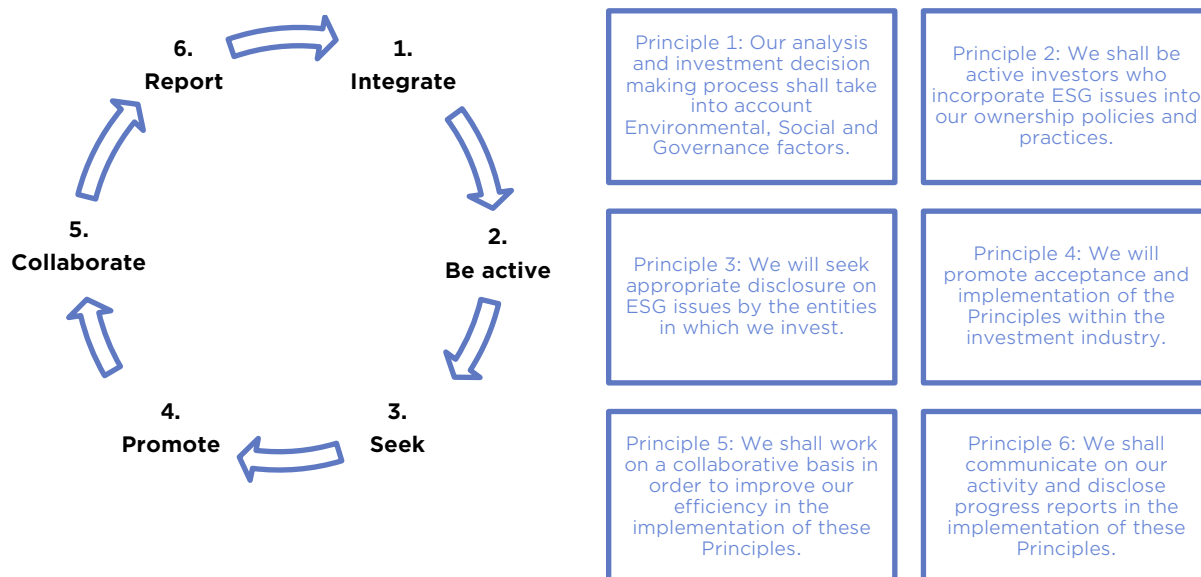 6.
Report
1.
Integrate
2.
Be active
3.
Seek
4.
Promote
5.
Collaborate
Principle 1: Our analysis
and investment decision
making process shall take
into account
Environmental, Social and
Governance factors.
Principle 2: We shall be
active investors who
incorporate ESG issues into
our ownership policies and
practices.
Principle 3: We will seek
appropriate disclosure on
ESG issues by the entities
in which we invest.
Principle 4: We will
promote acceptance and
implementation of the
Principles within the
investment industry.
Principle 5: We shall work
on a collaborative basis in
order to improve our
efficiency in the
implementation of these
Principles.
Principle 6: We shall
communicate on our
activity and disclose
progress reports in the
implementation of these
Principles.